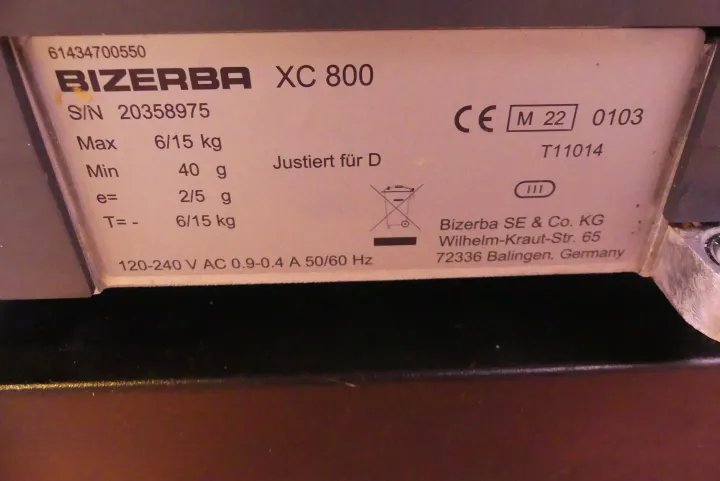 61434700550
BIZERBA XC 800
S/N 20358975
Max 6/15 kg
Min 40 g
e= 2/5 g
T= - 6/15 kg
120-240 V AC 0.9-0.4 A 50/60 Hz
Justiert für D
CE M 22 0103
T11014
III
Bizerba SE & Co. KG
Wilhelm-Kraut-Str. 65
72336 Balingen, Germany